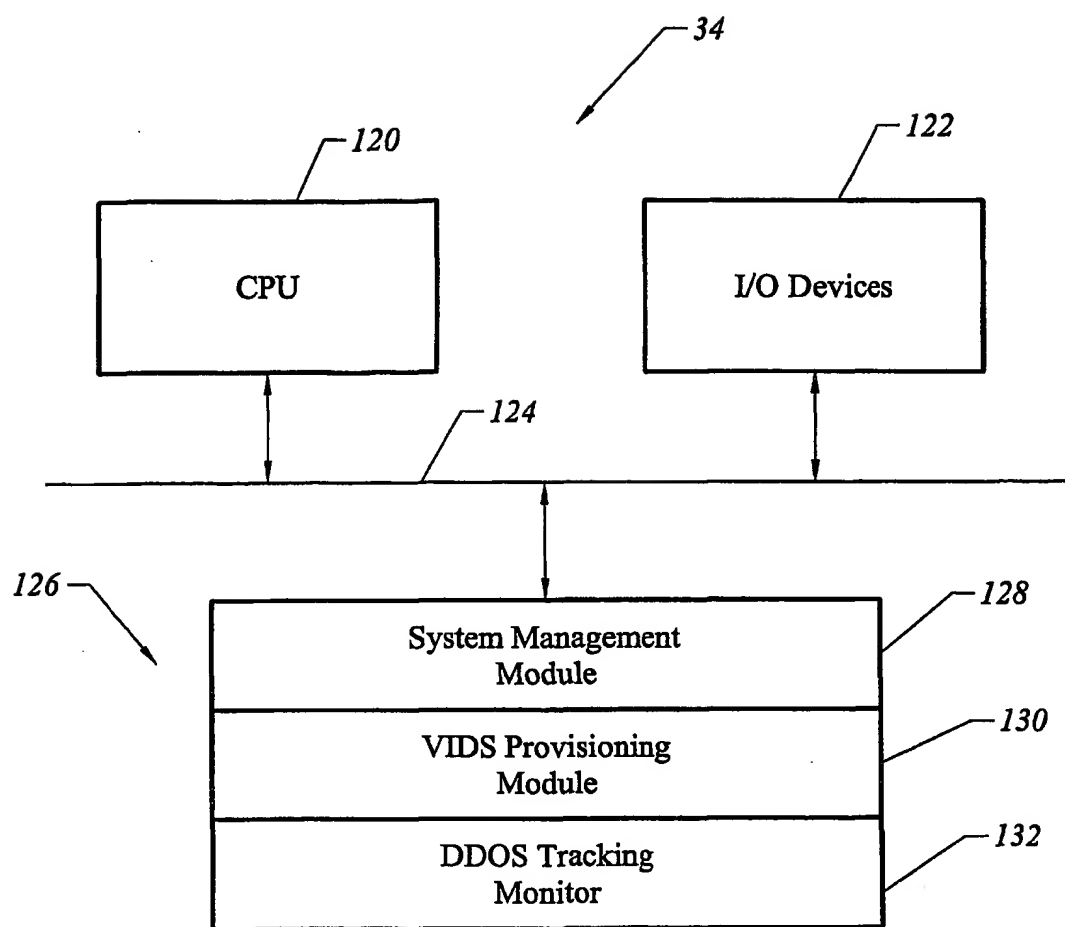 34
120
122
CPU
I/O Devices
124
126
128
System Management
Module
130
VIDS Provisioning
Module
132
DDOS Tracking
Monitor